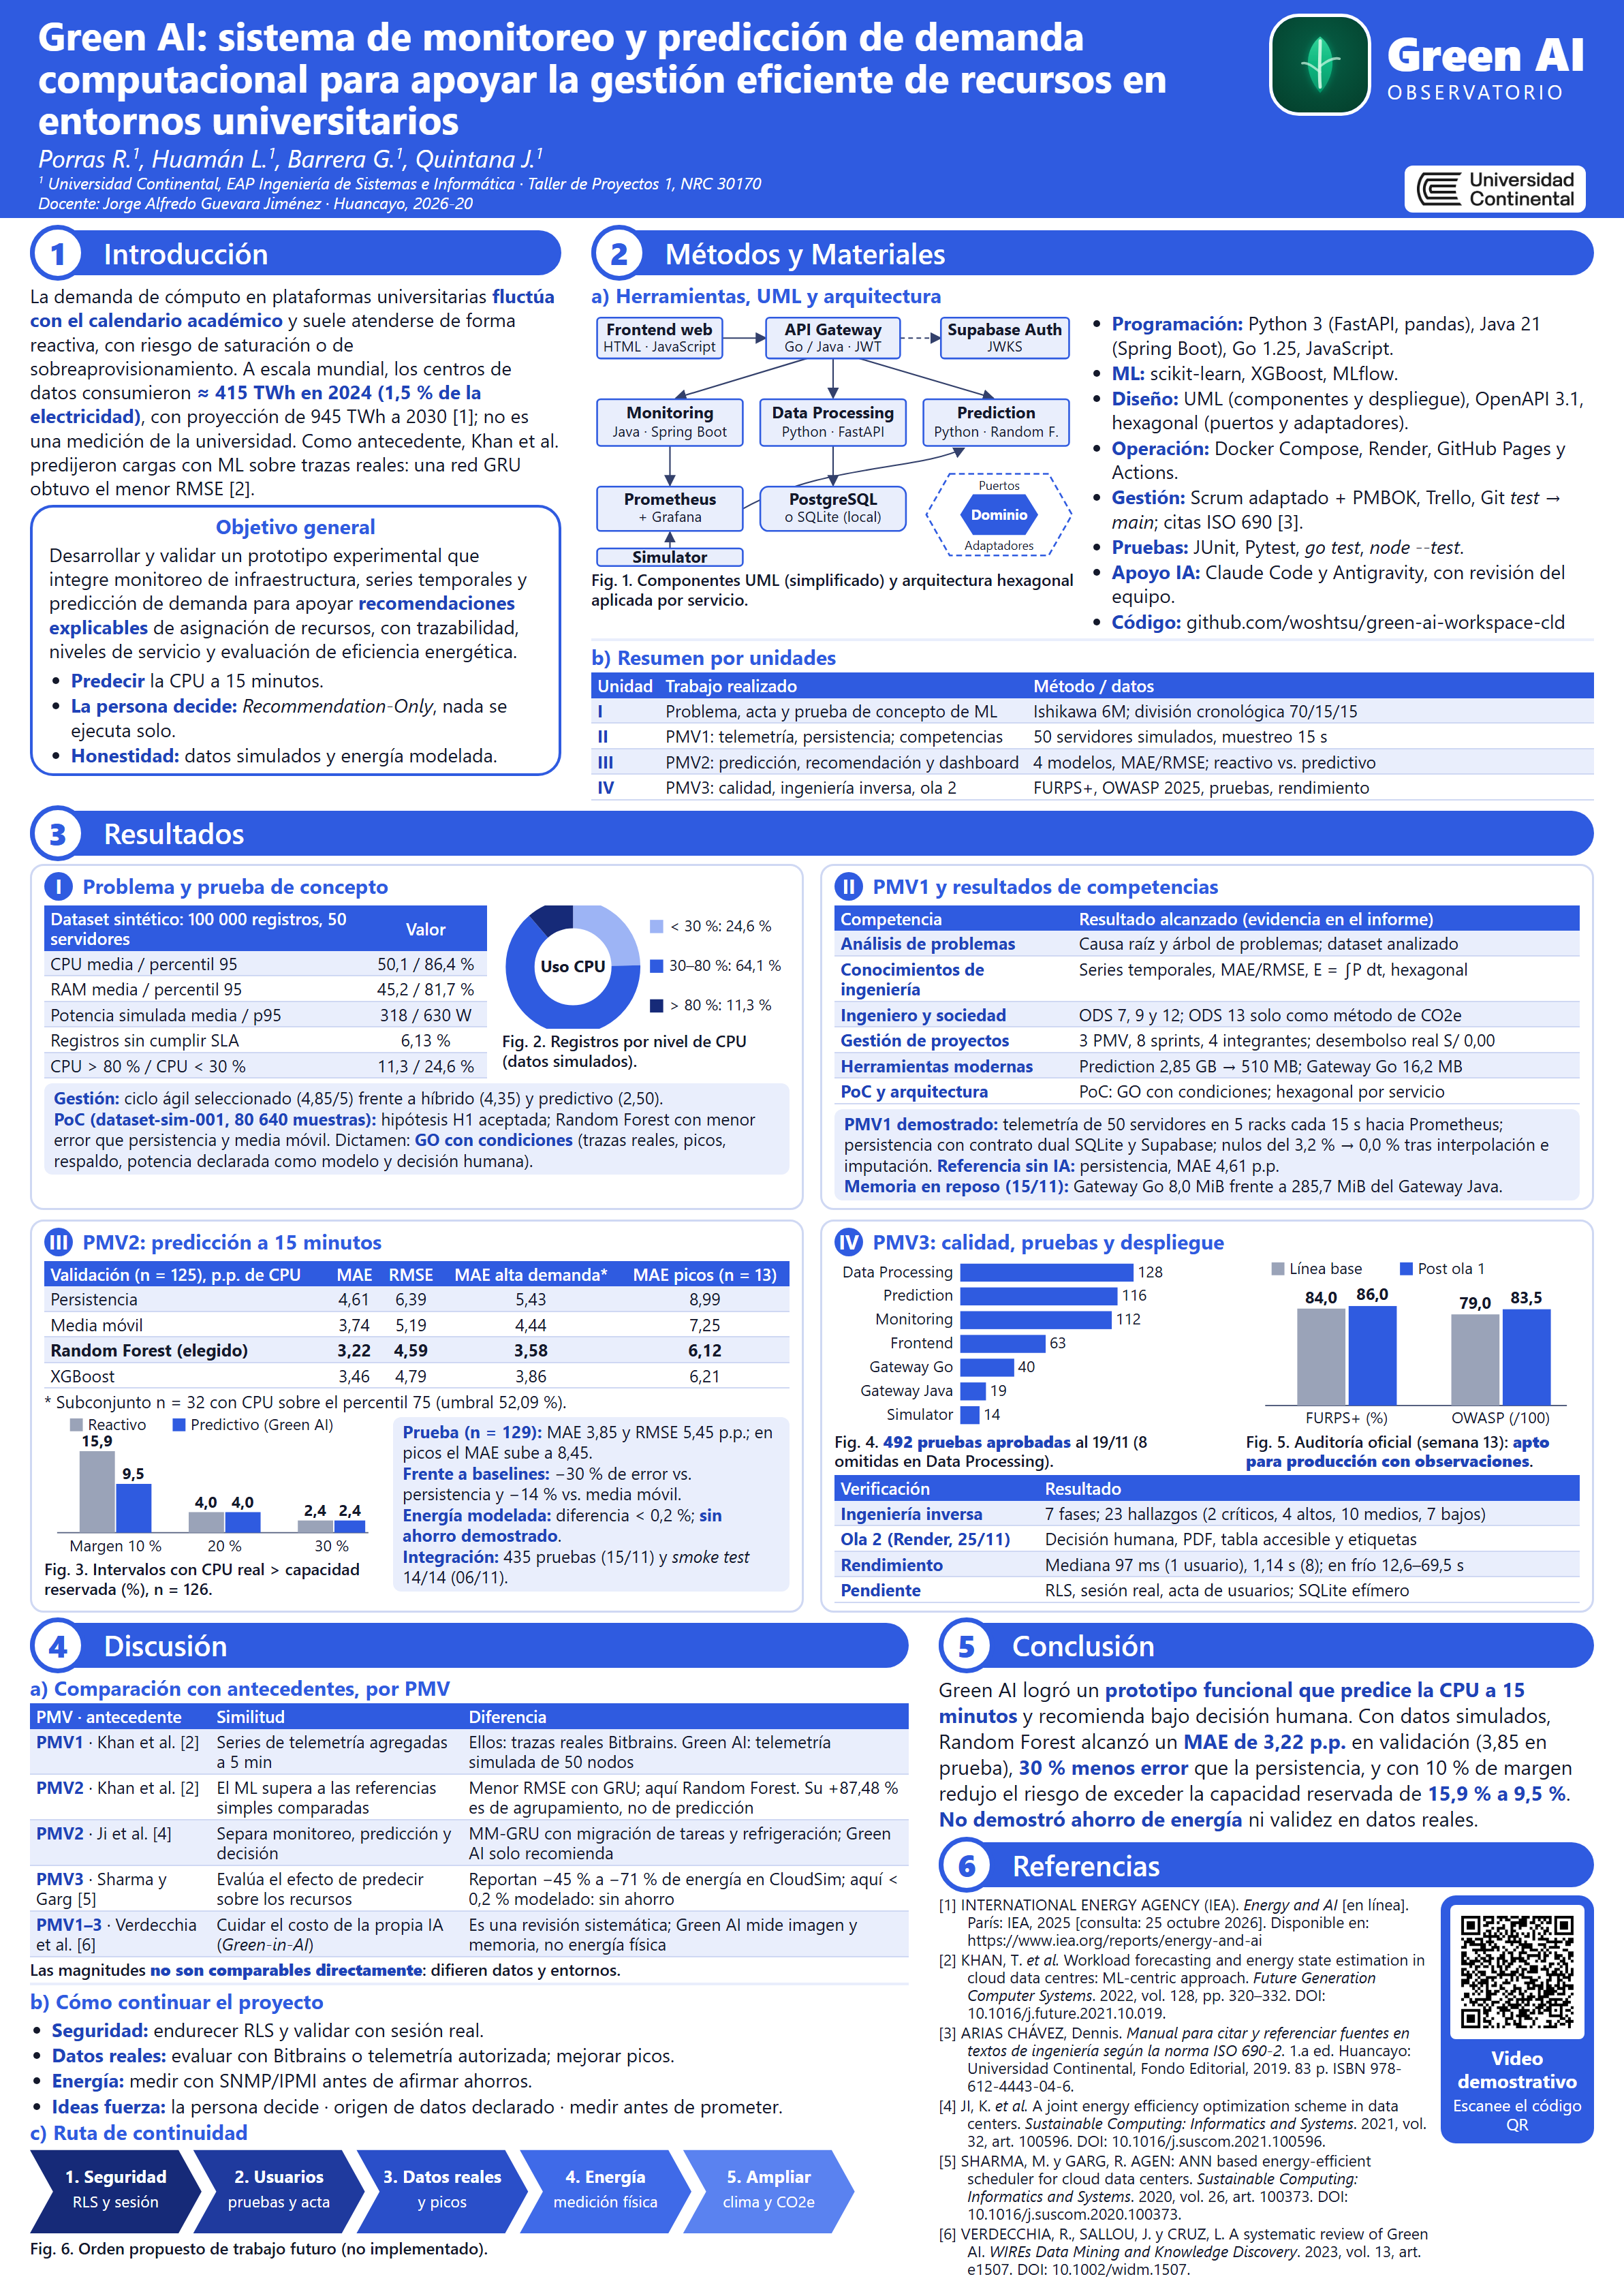 Green AI: sistema de monitoreo y predicción de demanda
computacional para apoyar la gestión eficiente de recursos en
entornos universitarios
Porras R.¹, Huamán L.¹, Barrera G.¹, Quintana J.¹
¹ Universidad Continental, EAP Ingeniería de Sistemas e Informática · Taller de Proyectos 1, NRC 30170
Docente: Jorge Alfredo Guevara Jiménez · Huancayo, 2026-20
Green AI
OBSERVATORIO
Universidad
Continental
1 Introducción
La demanda de cómputo en plataformas universitarias fluctúa
con el calendario académico y suele atenderse de forma
reactiva, con riesgo de saturación o de
sobreaprovisionamiento. A escala mundial, los centros de
datos consumieron ≈ 415 TWh en 2024 (1,5 % de la
electricidad), con proyección de 945 TWh a 2030 [1]; no es
una medición de la universidad. Como antecedente, Khan et al.
predijeron cargas con ML sobre trazas reales: una red GRU
obtuvo el menor RMSE [2].
Objetivo general
Desarrollar y validar un prototipo experimental que
integre monitoreo de infraestructura, series temporales y
predicción de demanda para apoyar recomendaciones
explicables de asignación de recursos, con trazabilidad,
niveles de servicio y evaluación de eficiencia energética.
• Predecir la CPU a 15 minutos.
• La persona decide: Recommendation-Only, nada se
ejecuta solo.
• Honestidad: datos simulados y energía modelada.
2 Métodos y Materiales
a) Herramientas, UML y arquitectura
Frontend web
HTML · JavaScript
API Gateway
Go / Java · JWT
Supabase Auth
JWKS
Monitoring
Java · Spring Boot
Data Processing
Python · FastAPI
Prediction
Python · Random F.
Prometheus
+ Grafana
PostgreSQL
o SQLite (local)
Puertos
Dominio
Adaptadores
Simulator
Fig. 1. Componentes UML (simplificado) y arquitectura hexagonal
aplicada por servicio.
• Programación: Python 3 (FastAPI, pandas), Java 21
(Spring Boot), Go 1.25, JavaScript.
• ML: scikit-learn, XGBoost, MLflow.
• Diseño: UML (componentes y despliegue), OpenAPI 3.1,
hexagonal (puertos y adaptadores).
• Operación: Docker Compose, Render, GitHub Pages y
Actions.
• Gestión: Scrum adaptado + PMBOK, Trello, Git test →
main; citas ISO 690 [3].
• Pruebas: JUnit, Pytest, go test, node --test.
• Apoyo IA: Claude Code y Antigravity, con revisión del
equipo.
• Código: github.com/woshtsu/green-ai-workspace-cld
b) Resumen por unidades
Unidad Trabajo realizado Método / datos
I Problema, acta y prueba de concepto de ML Ishikawa 6M; división cronológica 70/15/15
II PMV1: telemetría, persistencia; competencias 50 servidores simulados, muestreo 15 s
III PMV2: predicción, recomendación y dashboard 4 modelos, MAE/RMSE; reactivo vs. predictivo
IV PMV3: calidad, ingeniería inversa, ola 2 FURPS+, OWASP 2025, pruebas, rendimiento
3 Resultados
I Problema y prueba de concepto
Dataset sintético: 100 000 registros, 50
servidores Valor
CPU media / percentil 95 50,1 / 86,4 %
RAM media / percentil 95 45,2 / 81,7 %
Potencia simulada media / p95 318 / 630 W
Registros sin cumplir SLA 6,13 %
CPU > 80 % / CPU < 30 % 11,3 / 24,6 %
Uso CPU
< 30 %: 24,6 %
30–80 %: 64,1 %
> 80 %: 11,3 %
Fig. 2. Registros por nivel de CPU
(datos simulados).
Gestión: ciclo ágil seleccionado (4,85/5) frente a híbrido (4,35) y predictivo (2,50).
PoC (dataset-sim-001, 80 640 muestras): hipótesis H1 aceptada; Random Forest con menor
error que persistencia y media móvil. Dictamen: GO con condiciones (trazas reales, picos,
respaldo, potencia declarada como modelo y decisión humana).
II PMV1 y resultados de competencias
Competencia Resultado alcanzado (evidencia en el informe)
Análisis de problemas Causa raíz y árbol de problemas; dataset analizado
Conocimientos de
ingeniería Series temporales, MAE/RMSE, E = ∫P dt, hexagonal
Ingeniero y sociedad ODS 7, 9 y 12; ODS 13 solo como método de CO2e
Gestión de proyectos 3 PMV, 8 sprints, 4 integrantes; desembolso real S/ 0,00
Herramientas modernas Prediction 2,85 GB → 510 MB; Gateway Go 16,2 MB
PoC y arquitectura PoC: GO con condiciones; hexagonal por servicio
PMV1 demostrado: telemetría de 50 servidores en 5 racks cada 15 s hacia Prometheus;
persistencia con contrato dual SQLite y Supabase; nulos del 3,2 % → 0,0 % tras interpolación e
imputación. Referencia sin IA: persistencia, MAE 4,61 p.p.
Memoria en reposo (15/11): Gateway Go 8,0 MiB frente a 285,7 MiB del Gateway Java.
III PMV2: predicción a 15 minutos
Validación (n = 125), p.p. de CPU MAE RMSE MAE alta demanda* MAE picos (n = 13)
Persistencia 4,61 6,39 5,43 8,99
Media móvil 3,74 5,19 4,44 7,25
Random Forest (elegido) 3,22 4,59 3,58 6,12
XGBoost 3,46 4,79 3,86 6,21
* Subconjunto n = 32 con CPU sobre el percentil 75 (umbral 52,09 %).
Reactivo Predictivo (Green AI)
15,9 9,5 4,0 4,0 2,4 2,4
Margen 10 % 20 % 30 %
Fig. 3. Intervalos con CPU real > capacidad
reservada (%), n = 126.
Prueba (n = 129): MAE 3,85 y RMSE 5,45 p.p.; en
picos el MAE sube a 8,45.
Frente a baselines: −30 % de error vs.
persistencia y −14 % vs. media móvil.
Energía modelada: diferencia < 0,2 %; sin
ahorro demostrado.
Integración: 435 pruebas (15/11) y smoke test
14/14 (06/11).
IV PMV3: calidad, pruebas y despliegue
Data Processing 128
Prediction 116
Monitoring 112
Frontend 63
Gateway Go 40
Gateway Java 19
Simulator 14
Fig. 4. 492 pruebas aprobadas al 19/11 (8
omitidas en Data Processing).
Línea base Post ola 1
84,0 86,0 79,0 83,5
FURPS+ (%) OWASP (/100)
Fig. 5. Auditoría oficial (semana 13): apto
para producción con observaciones.
Verificación Resultado
Ingeniería inversa 7 fases; 23 hallazgos (2 críticos, 4 altos, 10 medios, 7 bajos)
Ola 2 (Render, 25/11) Decisión humana, PDF, tabla accesible y etiquetas
Rendimiento Mediana 97 ms (1 usuario), 1,14 s (8); en frío 12,6–69,5 s
Pendiente RLS, sesión real, acta de usuarios; SQLite efímero
4 Discusión
a) Comparación con antecedentes, por PMV
PMV · antecedente Similitud Diferencia
PMV1 · Khan et al. [2] Series de telemetría agregadas Ellos: trazas reales Bitbrains. Green AI: telemetría
a 5 min simulada de 50 nodos
PMV2 · Khan et al. [2] El ML supera a las referencias Menor RMSE con GRU; aquí Random Forest. Su +87,48 %
simples comparadas es de agrupamiento, no de predicción
PMV2 · Ji et al. [4] Separa monitoreo, predicción y MM-GRU con migración de tareas y refrigeración; Green
decisión AI solo recomienda
PMV3 · Sharma y Evalúa el efecto de predecir Reportan −45 % a −71 % de energía en CloudSim; aquí <
Garg [5] sobre los recursos 0,2 % modelado: sin ahorro
PMV1–3 · Verdecchia Cuidar el costo de la propia IA Es una revisión sistemática; Green AI mide imagen y
et al. [6] (Green-in-AI) memoria, no energía física
Las magnitudes no son comparables directamente: difieren datos y entornos.
b) Cómo continuar el proyecto
• Seguridad: endurecer RLS y validar con sesión real.
• Datos reales: evaluar con Bitbrains o telemetría autorizada; mejorar picos.
• Energía: medir con SNMP/IPMI antes de afirmar ahorros.
• Ideas fuerza: la persona decide · origen de datos declarado · medir antes de prometer.
c) Ruta de continuidad
1. Seguridad
RLS y sesión
2. Usuarios
pruebas y acta
3. Datos reales
y picos
4. Energía
medición física
5. Ampliar
clima y CO2e
Fig. 6. Orden propuesto de trabajo futuro (no implementado).
5 Conclusión
Green AI logró un prototipo funcional que predice la CPU a 15
minutos y recomienda bajo decisión humana. Con datos simulados,
Random Forest alcanzó un MAE de 3,22 p.p. en validación (3,85 en
prueba), 30 % menos error que la persistencia, y con 10 % de margen
redujo el riesgo de exceder la capacidad reservada de 15,9 % a 9,5 %.
No demostró ahorro de energía ni validez en datos reales.
6 Referencias
[1] INTERNATIONAL ENERGY AGENCY (IEA). Energy and AI [en línea].
París: IEA, 2025 [consulta: 25 octubre 2026]. Disponible en:
https://www.iea.org/reports/energy-and-ai
[2] KHAN, T. et al. Workload forecasting and energy state estimation in
cloud data centres: ML-centric approach. Future Generation
Computer Systems. 2022, vol. 128, pp. 320–332. DOI:
10.1016/j.future.2021.10.019.
[3] ARIAS CHÁVEZ, Dennis. Manual para citar y referenciar fuentes en
textos de ingeniería según la norma ISO 690-2. 1.a ed. Huancayo:
Universidad Continental, Fondo Editorial, 2019. 83 p. ISBN 978-
612-4443-04-6.
[4] JI, K. et al. A joint energy efficiency optimization scheme in data
centers. Sustainable Computing: Informatics and Systems. 2021, vol.
32, art. 100596. DOI: 10.1016/j.suscom.2021.100596.
[5] SHARMA, M. y GARG, R. AGEN: ANN based energy-efficient
scheduler for cloud data centers. Sustainable Computing:
Informatics and Systems. 2020, vol. 26, art. 100373. DOI:
10.1016/j.suscom.2020.100373.
[6] VERDECCHIA, R., SALLOU, J. y CRUZ, L. A systematic review of Green
AI. WIREs Data Mining and Knowledge Discovery. 2023, vol. 13, art.
e1507. DOI: 10.1002/widm.1507.
Video
demostrativo
Escanee el código
QR